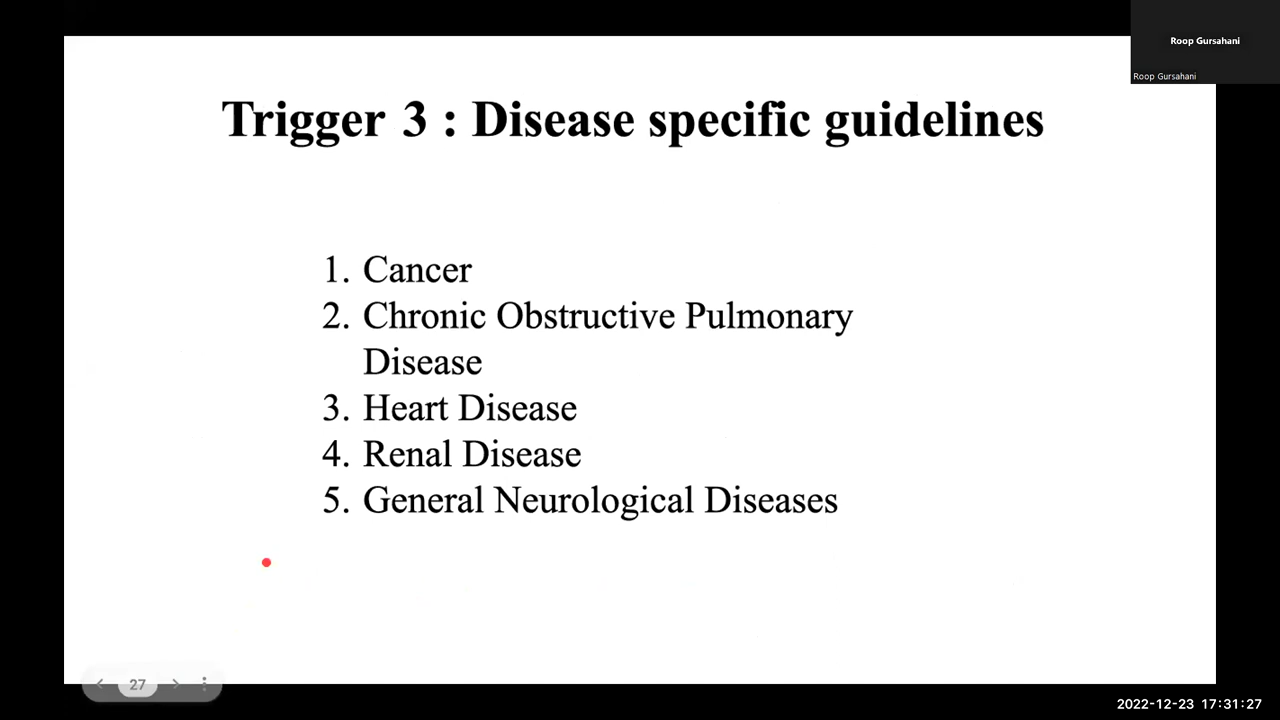 Roop Gursahani
Roop Gursahani
Trigger 3 : Disease specific guidelines
1. Cancer
2. Chronic Obstructive Pulmonary
Disease
3. Heart Disease
4. Renal Disease
5. General Neurological Diseases
27
2022-12-23 17:31:27